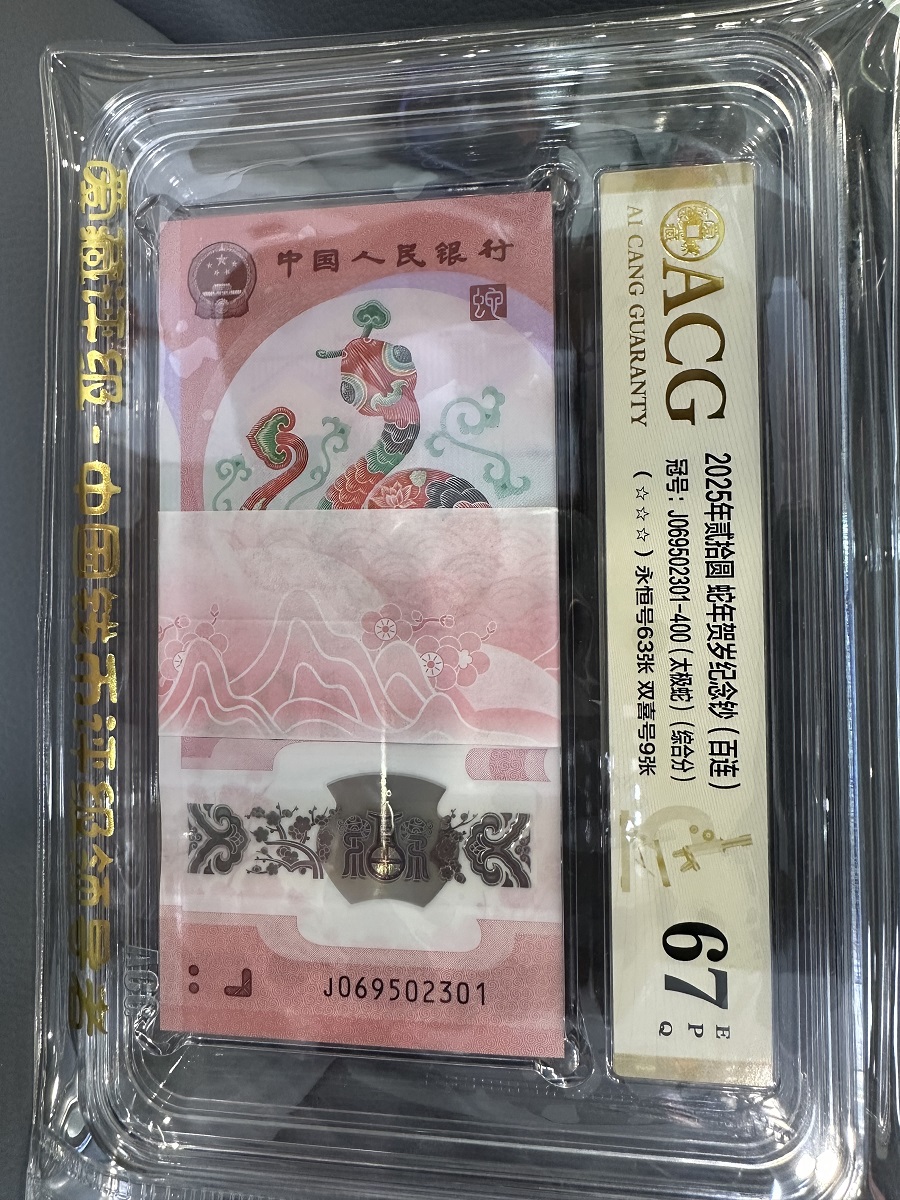 中国人民银行
蛇
J069502301
ACG
AI CANG GUARANTY
2025年贰拾圆 蛇年贺岁纪念钞（百连）
冠号：J069502301-400（太极蛇）（综合分）
（☆☆☆）永恒号63张 双喜号9张
67
E
P
Q
爱藏评级-中国钱币评级领导者
ACG